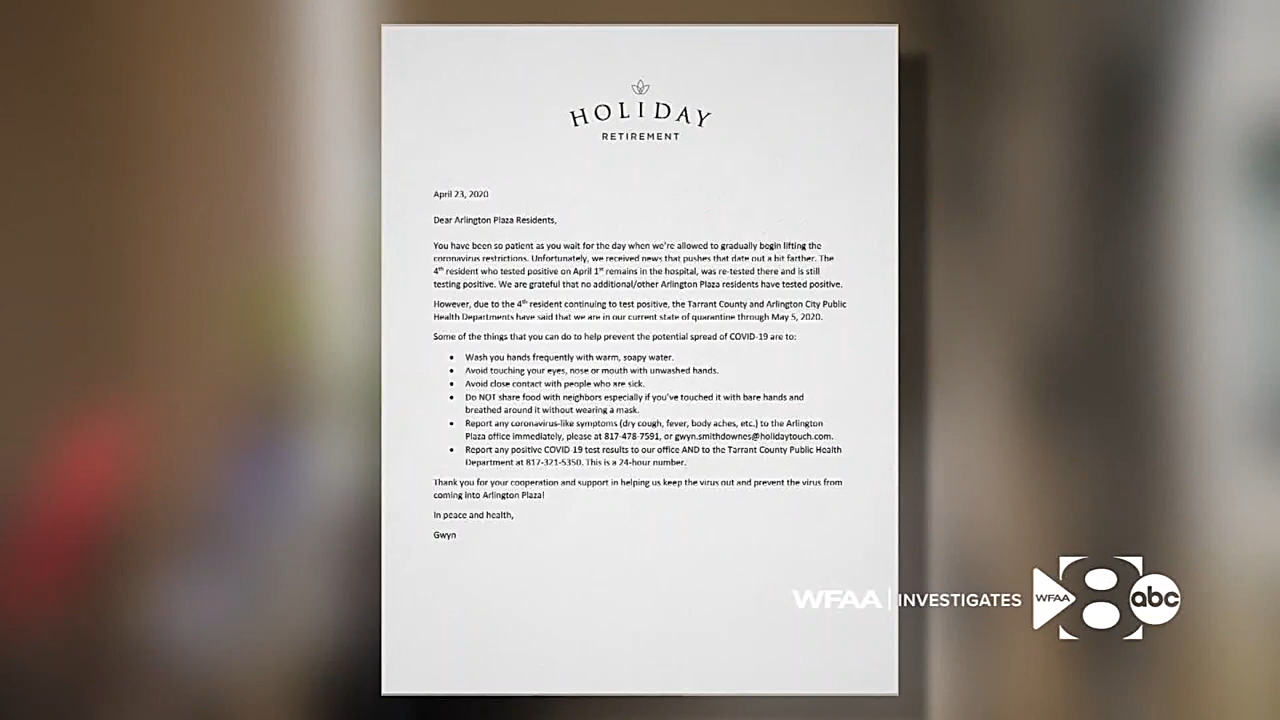 HOLIDAY
RETIREMENT
April 23, 2020
Dear Arlington Plaza Residents,
You have been so patient as you wait for the day when we're allowed to gradually begin lifting the
coronavirus restrictions. Unfortunately, we received news that pushes that date out a bit farther. The
4th resident who tested positive on April 1st remains in the hospital, was re-tested there and is still
testing positive. We are grateful that no additional/other Arlington Plaza residents have tested positive.
However, due to the 4th resident continuing to test positive, the Tarrant County and Arlington City Public
Health Departments have said that we are in our current state of quarantine through May 5, 2020.
Some of the things that you can do to help prevent the potential spread of COVID-19 are to:
• Wash you hands frequently with warm, soapy water.
• Avoid touching your eyes, nose or mouth with unwashed hands.
• Avoid close contact with people who are sick.
• Do NOT share food with neighbors especially if you've touched it with bare hands and
breathed around it without wearing a mask.
• Report any coronavirus-like symptoms (dry cough, fever, body aches, etc.) to the Arlington
Plaza office immediately, please at 817-478-7591, or gwyn.smithdownes@holidaytouch.com.
• Report any positive COVID-19 test results to our office AND to the Tarrant County Public Health
Department at 817-321-5350. This is a 24-hour number.
Thank you for your cooperation and support in helping us keep the virus out and prevent the virus from
coming into Arlington Plaza!
In peace and health,
Gwyn
WFAA | INVESTIGATES WFAA 8 abc